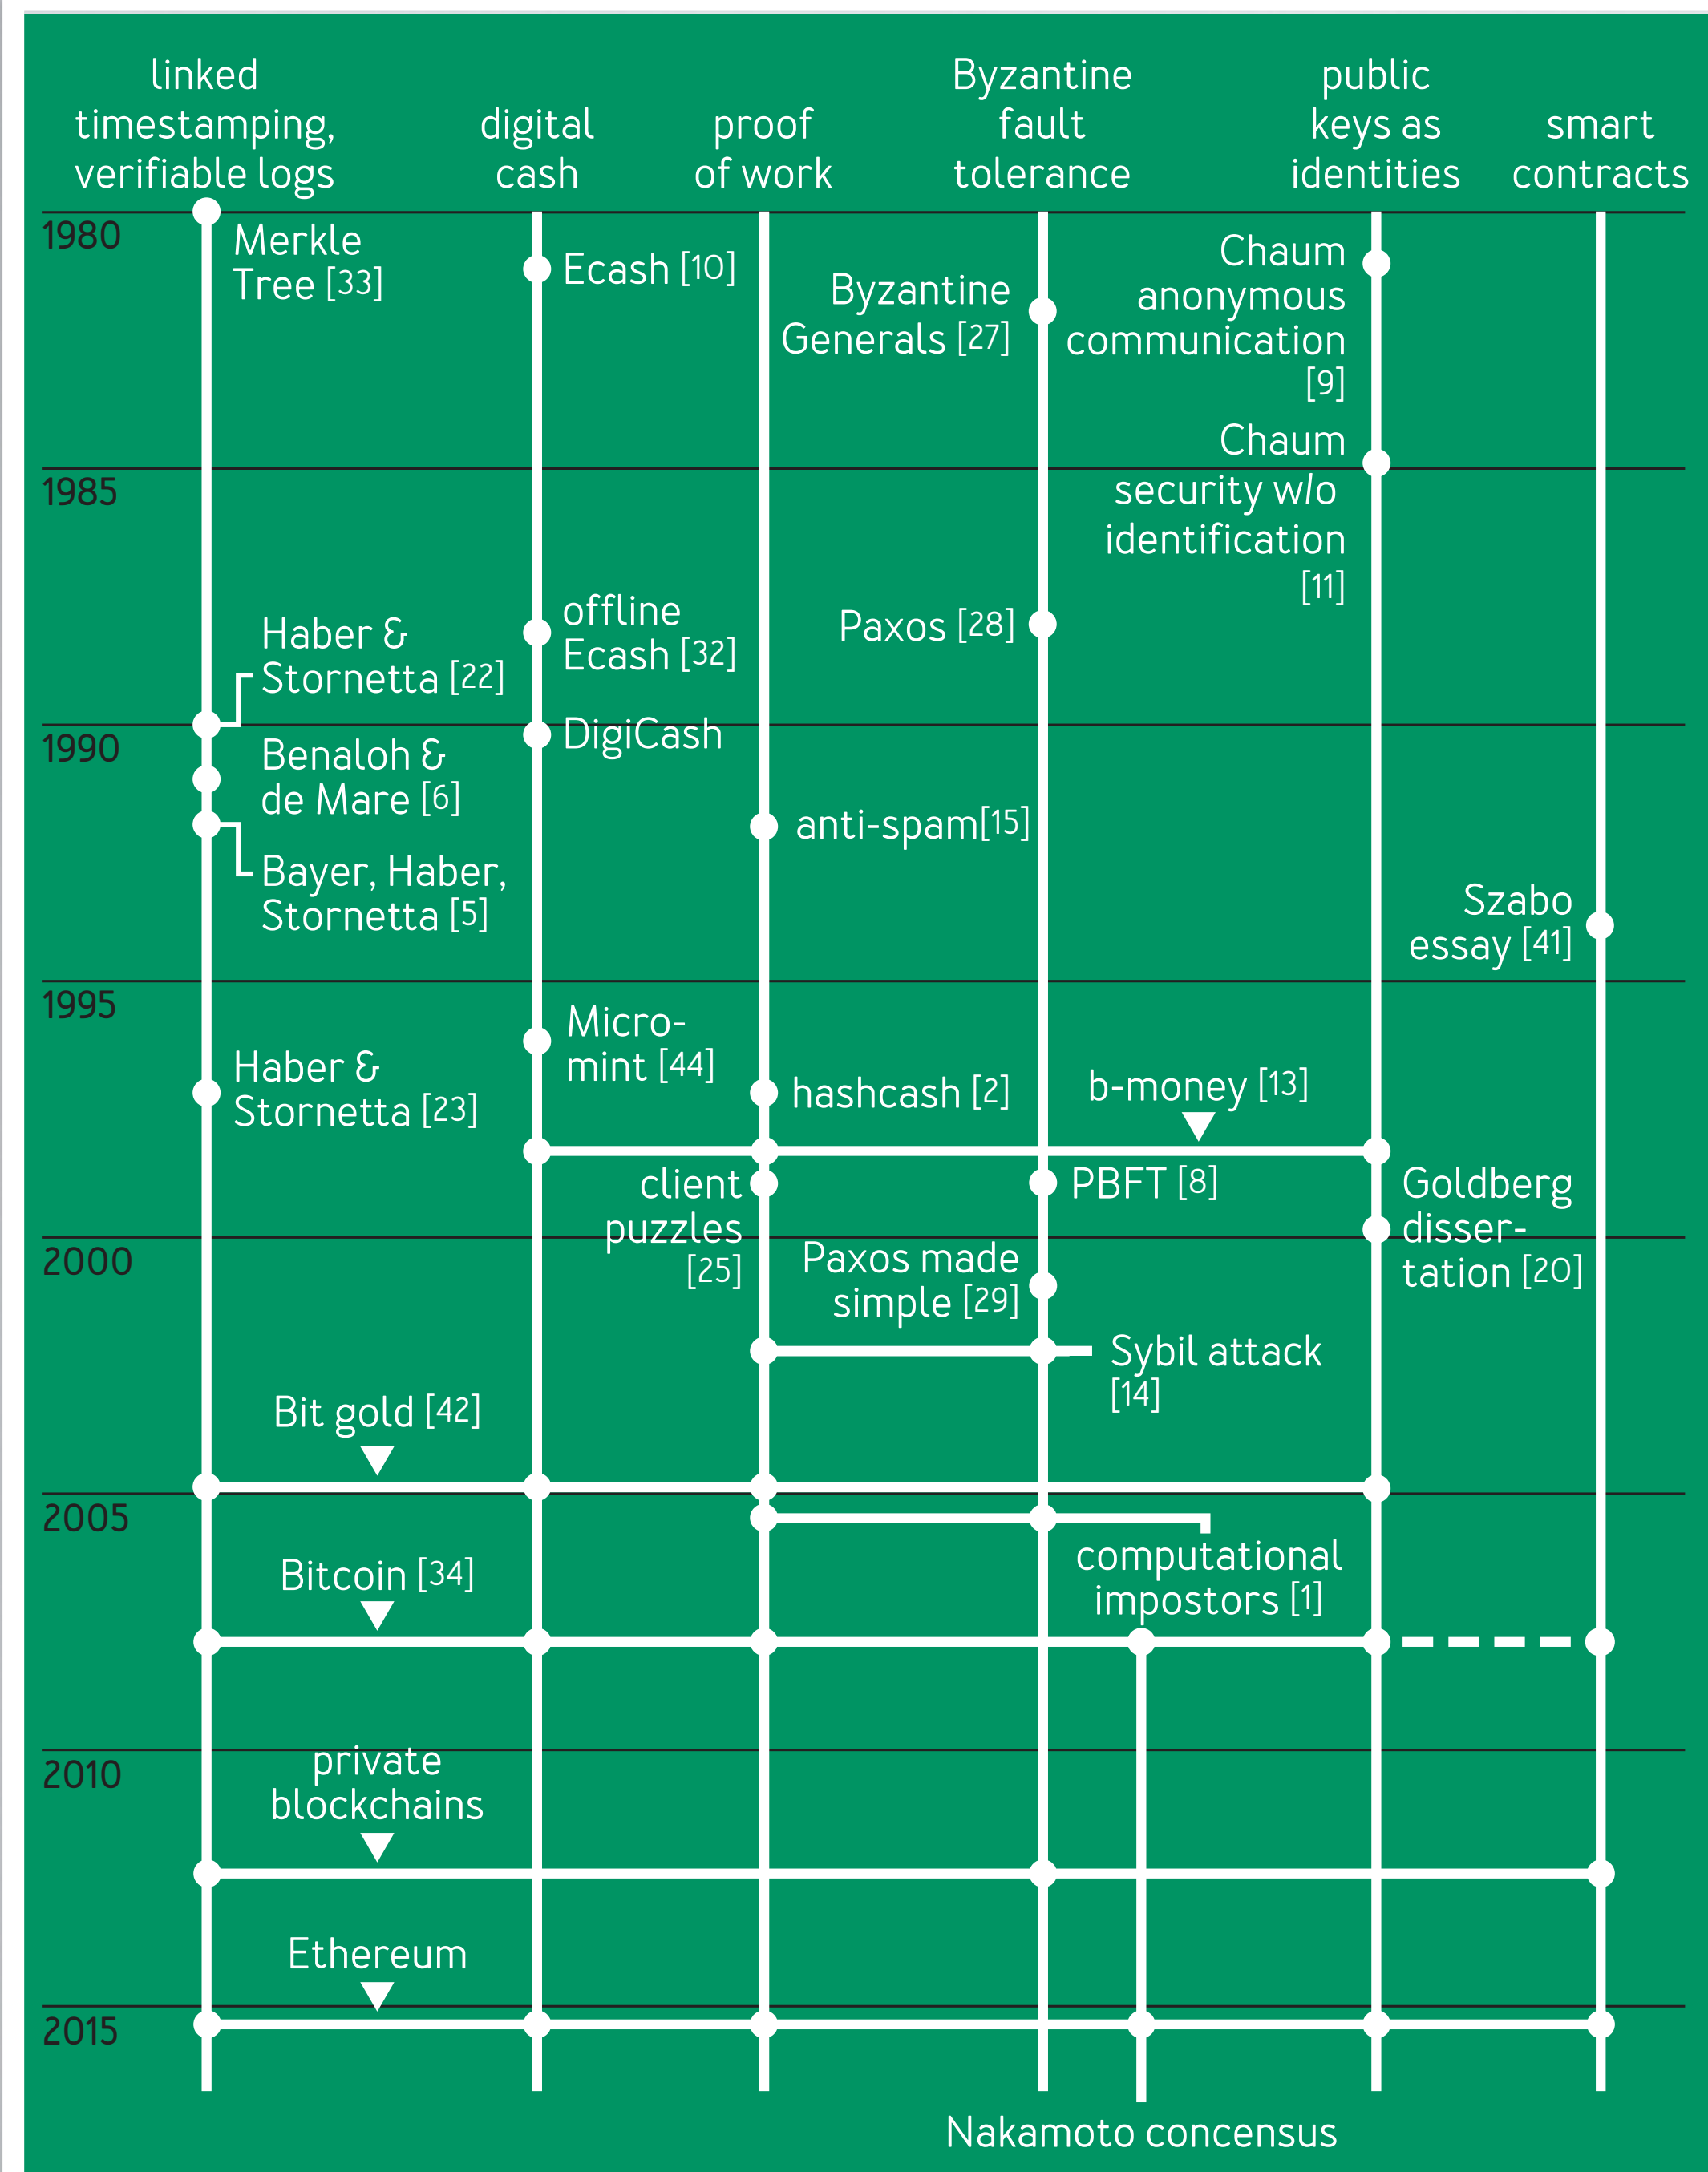 linked
timestamping,
verifiable logs
digital
cash
proof
of work
Byzantine
fault
tolerance
public
keys as
identities
smart
contracts
1980
Merkle
Tree [33]
Ecash [10]
Byzantine
Generals [27]
Chaum
anonymous
communication
[9]
Chaum
security w/o
identification
[11]
1985
offline
Ecash [32]
Paxos [28]
Haber &
Stornetta [22]
DigiCash
1990
Benaloh &
de Mare [6]
anti-spam[15]
Bayer, Haber,
Stornetta [5]
Szabo
essay [41]
1995
Micro-
mint [44]
Haber &
Stornetta [23]
hashcash [2]
b-money [13]
client
puzzles
[25]
PBFT [8]
Goldberg
disser-
tation [20]
2000
Paxos made
simple [29]
Sybil attack
[14]
Bit gold [42]
2005
computational
impostors [1]
Bitcoin [34]
2010
private
blockchains
Ethereum
2015
Nakamoto concensus